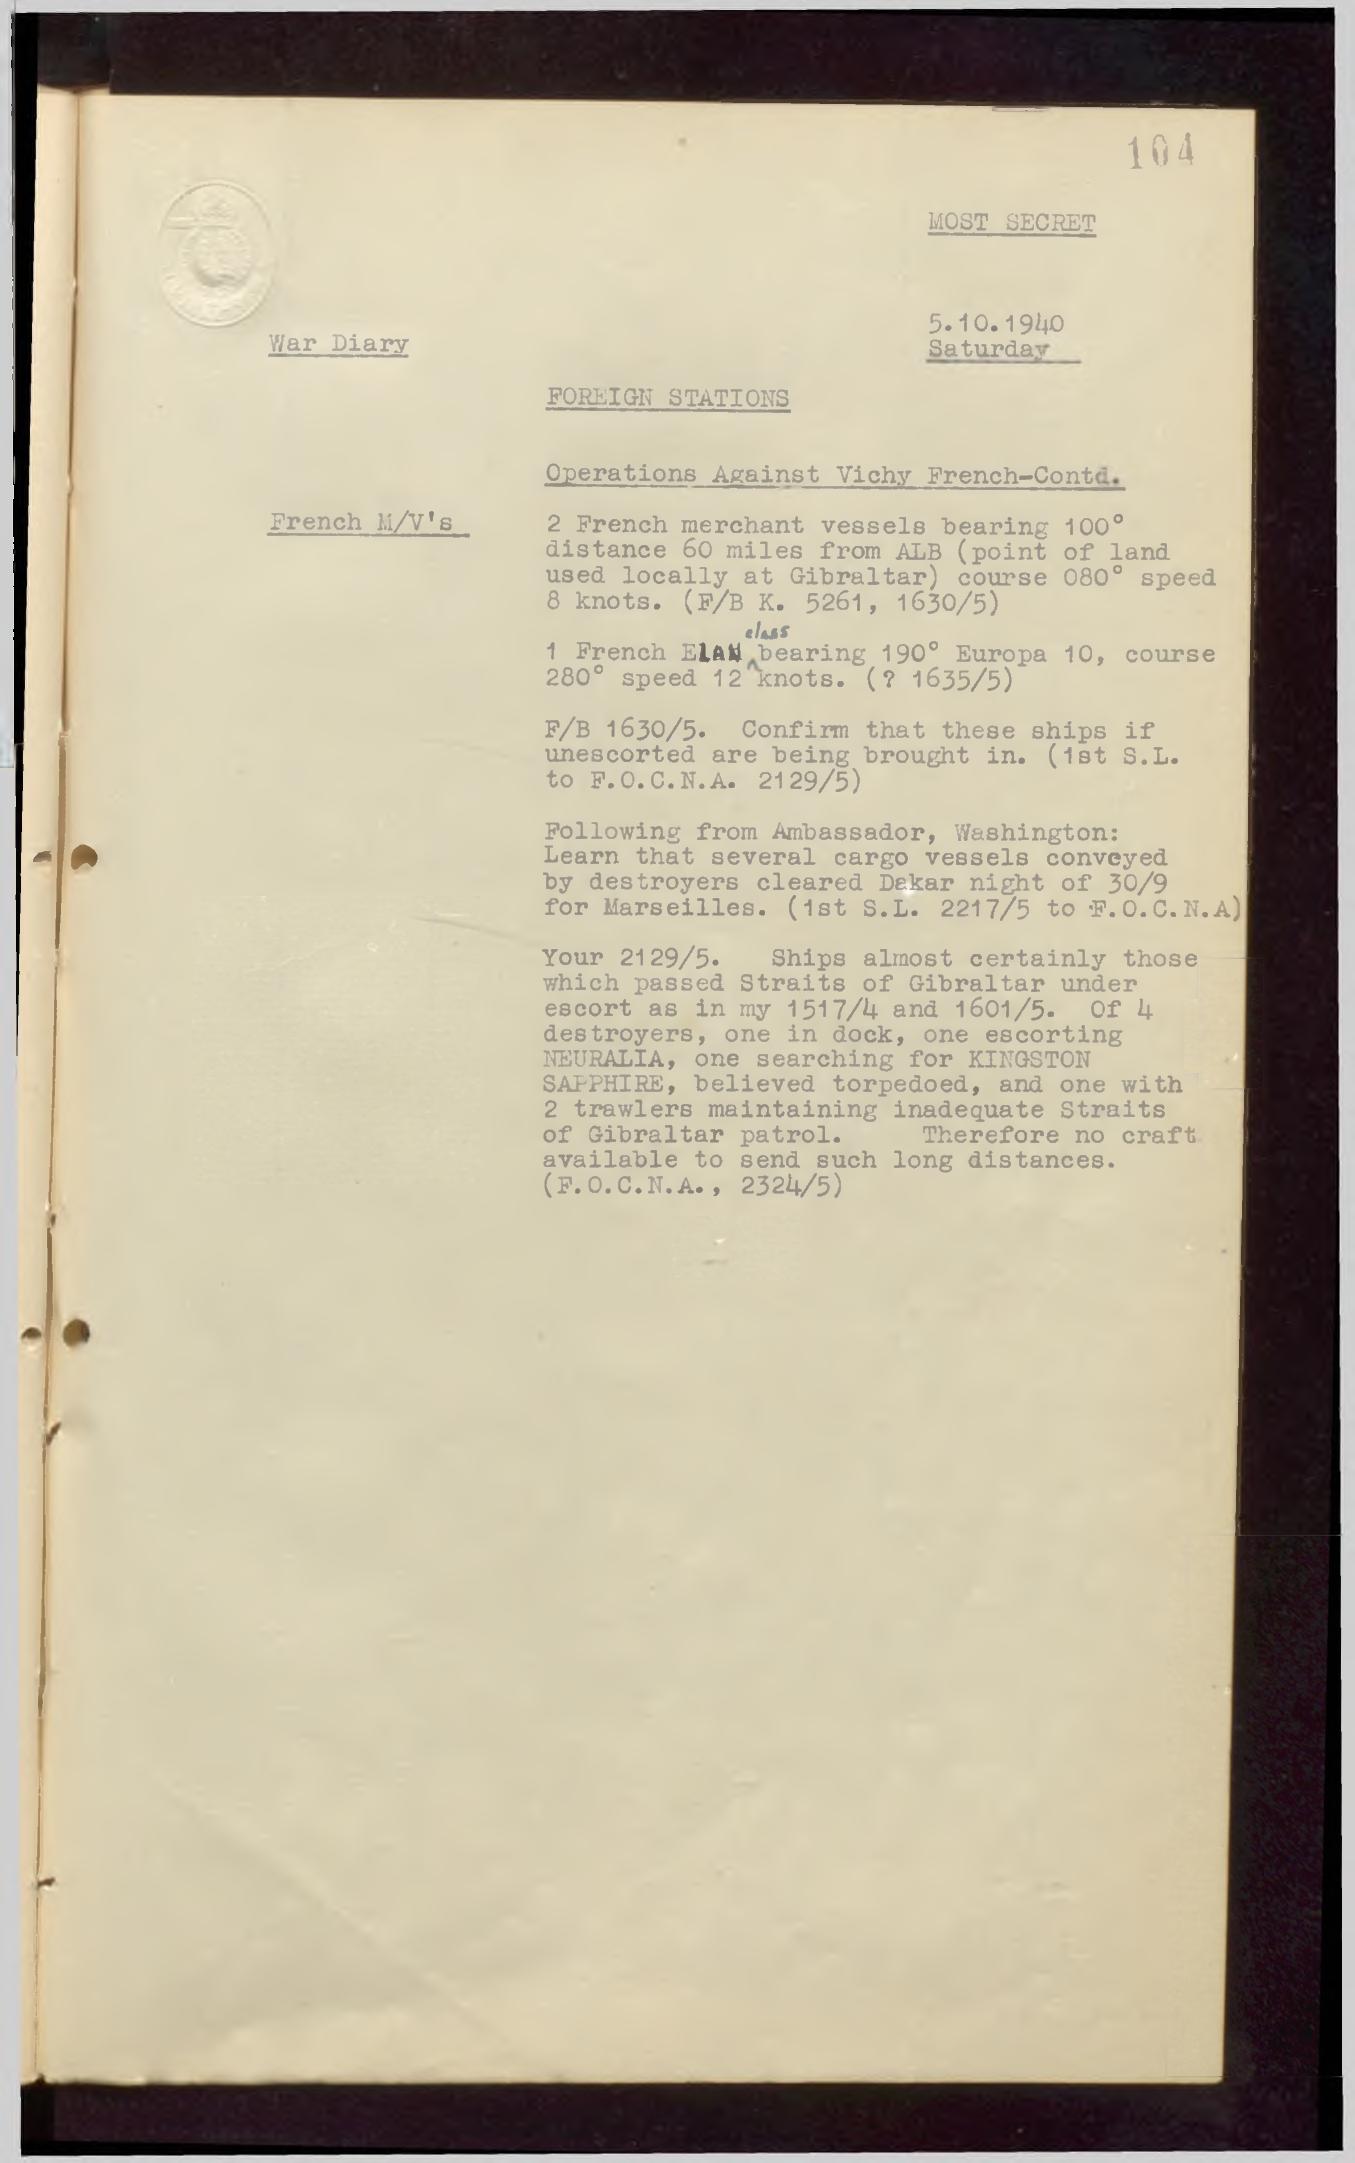 104
MOST SECRET
5.10.1940
Saturday
War Diary
FOREIGN STATIONS
Operations Against Vichy French-Contd.
French M/V's
2 French merchant vessels bearing 100°
distance 60 miles from ALB (point of land
used locally at Gibraltar) course 080° speed
8 knots. (F/B K. 5261, 1630/5)
class
1 French ELAN ^ bearing 190° Europa 10, course
280° speed 12 knots. (? 1635/5)
F/B 1630/5. Confirm that these ships if
unescorted are being brought in. (1st S.L.
to F.O.C.N.A. 2129/5)
Following from Ambassador, Washington:
Learn that several cargo vessels conveyed
by destroyers cleared Dakar night of 30/9
for Marseilles. (1st S.L. 2217/5 to F.O.C.N.A)
Your 2129/5. Ships almost certainly those
which passed Straits of Gibraltar under
escort as in my 1517/4 and 1601/5. Of 4
destroyers, one in dock, one escorting
NEURALIA, one searching for KINGSTON
SAPPHIRE, believed torpedoed, and one with
2 trawlers maintaining inadequate Straits
of Gibraltar patrol. Therefore no craft
available to send such long distances.
(F.O.C.N.A., 2324/5)